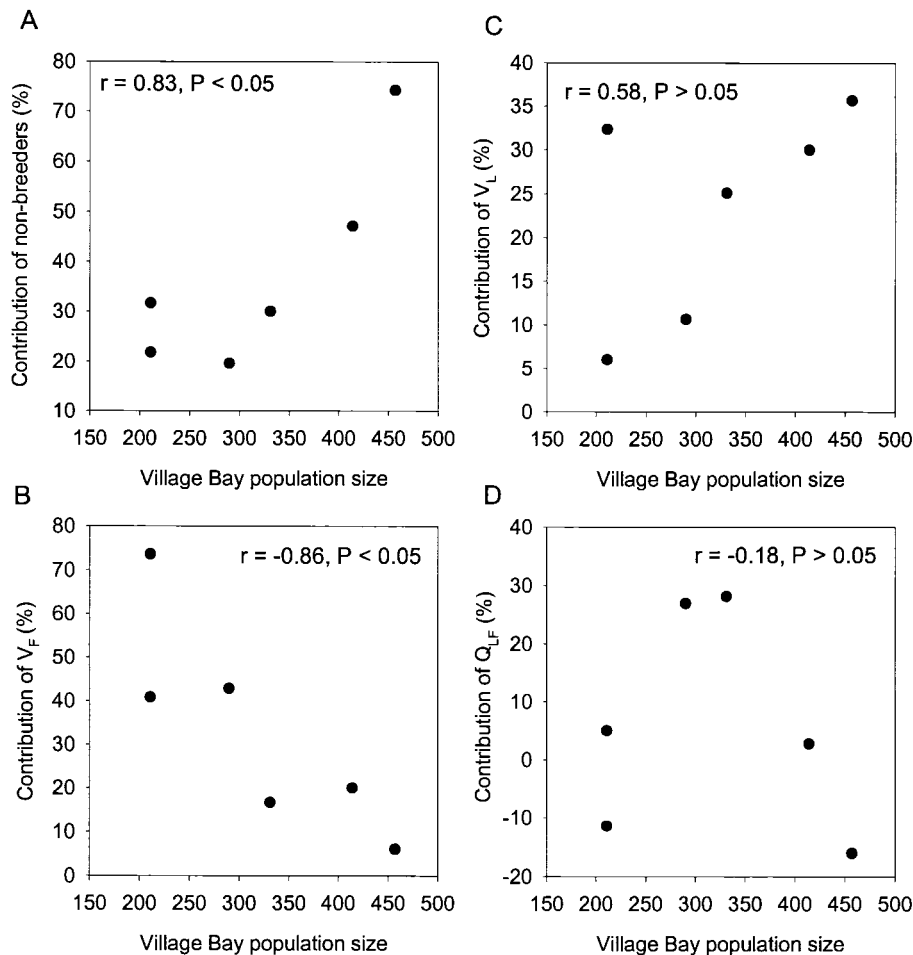 A
r = 0.83, P < 0.05
Contribution of non-breeders (%)
80
70
60
50
40
30
20
10
150 200 250 300 350 400 450 500
Village Bay population size
B
r = -0.86, P < 0.05
Contribution of V_F (%)
80
70
60
50
40
30
20
10
0
150 200 250 300 350 400 450 500
Village Bay population size
C
r = 0.58, P > 0.05
Contribution of V_L (%)
40
35
30
25
20
15
10
5
0
150 200 250 300 350 400 450 500
Village Bay population size
D
r = -0.18, P > 0.05
Contribution of Q_LF (%)
40
30
20
10
0
-10
-20
150 200 250 300 350 400 450 500
Village Bay population size